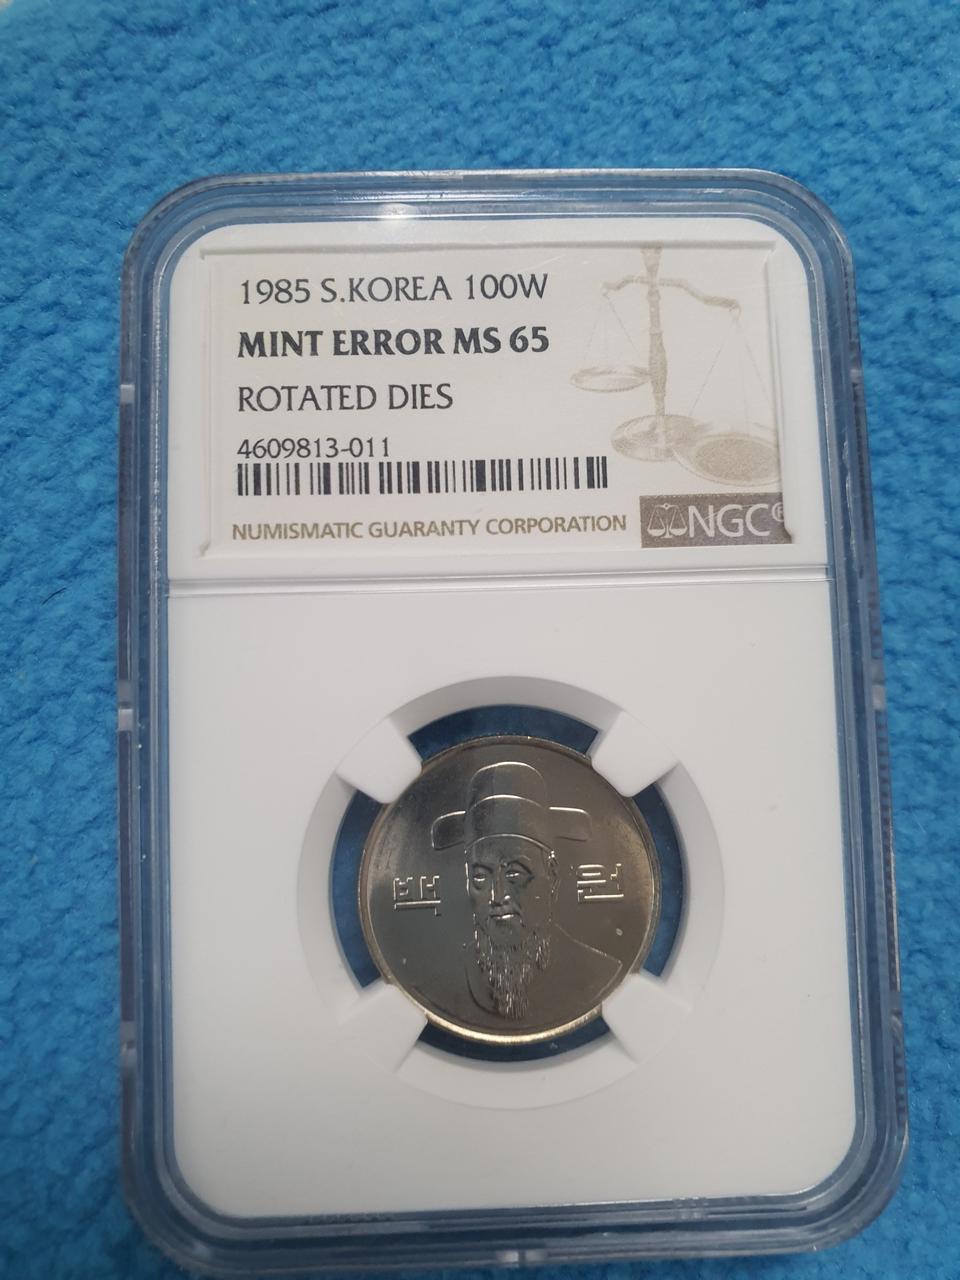 1985 S.KOREA 100W
MINT ERROR MS 65
ROTATED DIES
4609813-011
NUMISMATIC GUARANTY CORPORATION
NGC®
백 원